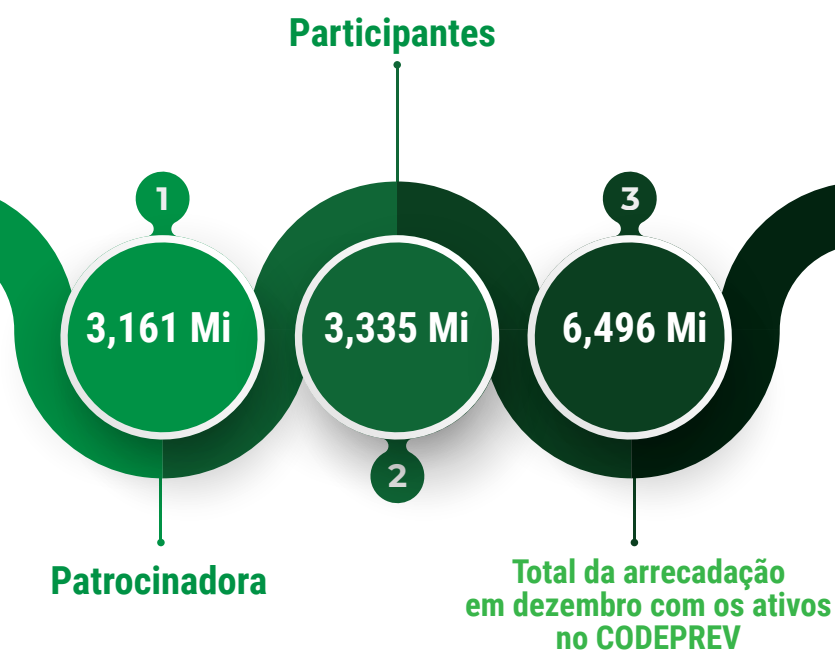 Participantes
1
3
3,161 Mi
3,335 Mi
6,496 Mi
2
Patrocinadora
Total da arrecadação
em dezembro com os ativos
no CODEPREV